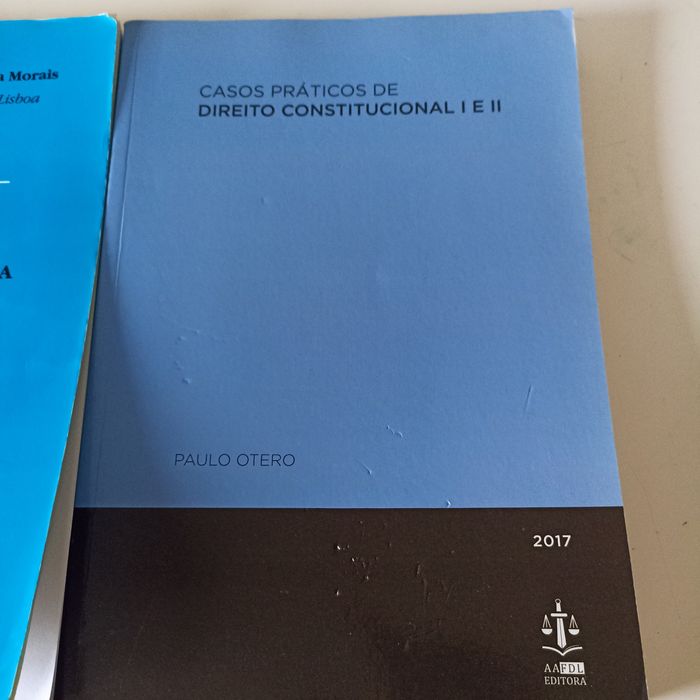 a Morais
Lisboa
A
CASOS PRÁTICOS DE
DIREITO CONSTITUCIONAL I E II
PAULO OTERO
2017
AAFDL
EDITORA